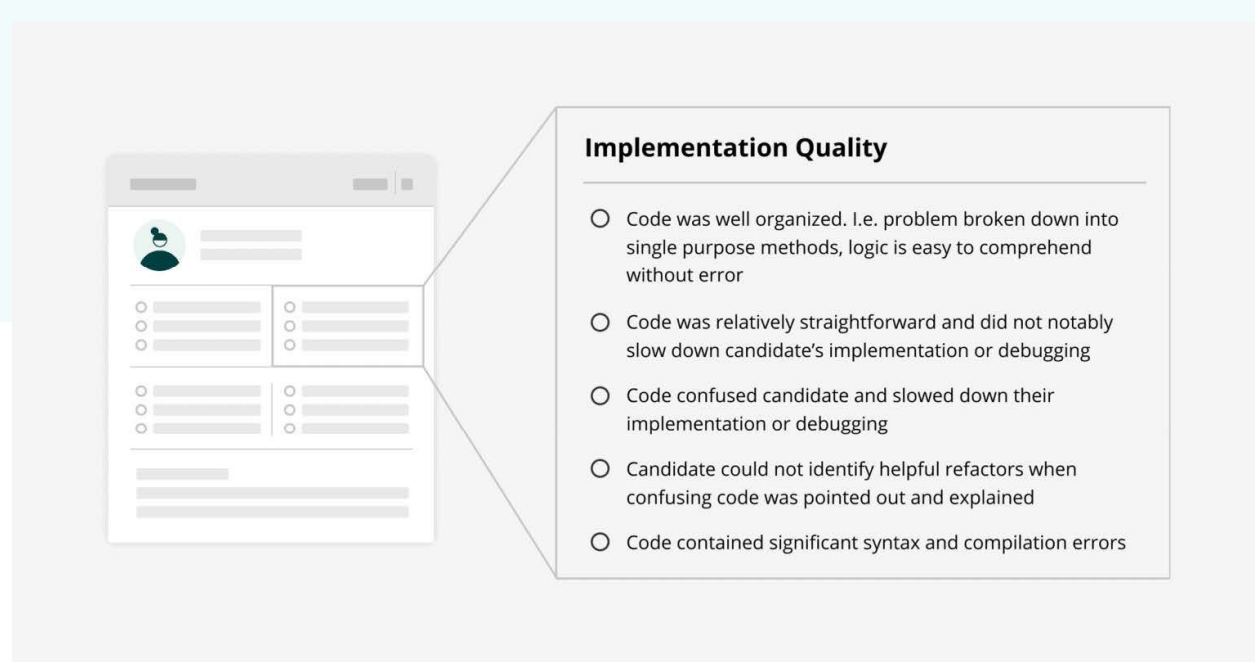 Implementation Quality
Code was well organized. I.e. problem broken down into
single purpose methods, logic is easy to comprehend
without error
Code was relatively straightforward and did not notably
slow down candidate’s implementation or debugging
Code confused candidate and slowed down their
implementation or debugging
Candidate could not identify helpful refactors when
confusing code was pointed out and explained
Code contained significant syntax and compilation errors